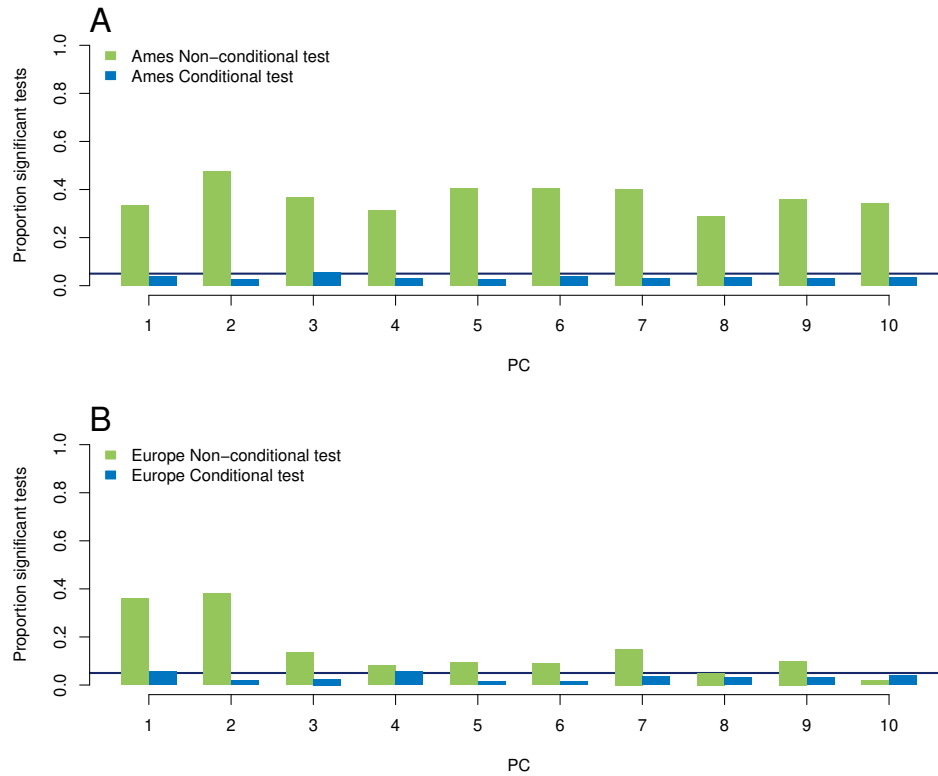 A
Ames Non−conditional test
Ames Conditional test
Proportion significant tests
1.0
0.8
0.6
0.4
0.2
0.0
1 2 3 4 5 6 7 8 9 10
PC
B
Europe Non−conditional test
Europe Conditional test
Proportion significant tests
1.0
0.8
0.6
0.4
0.2
0.0
1 2 3 4 5 6 7 8 9 10
PC